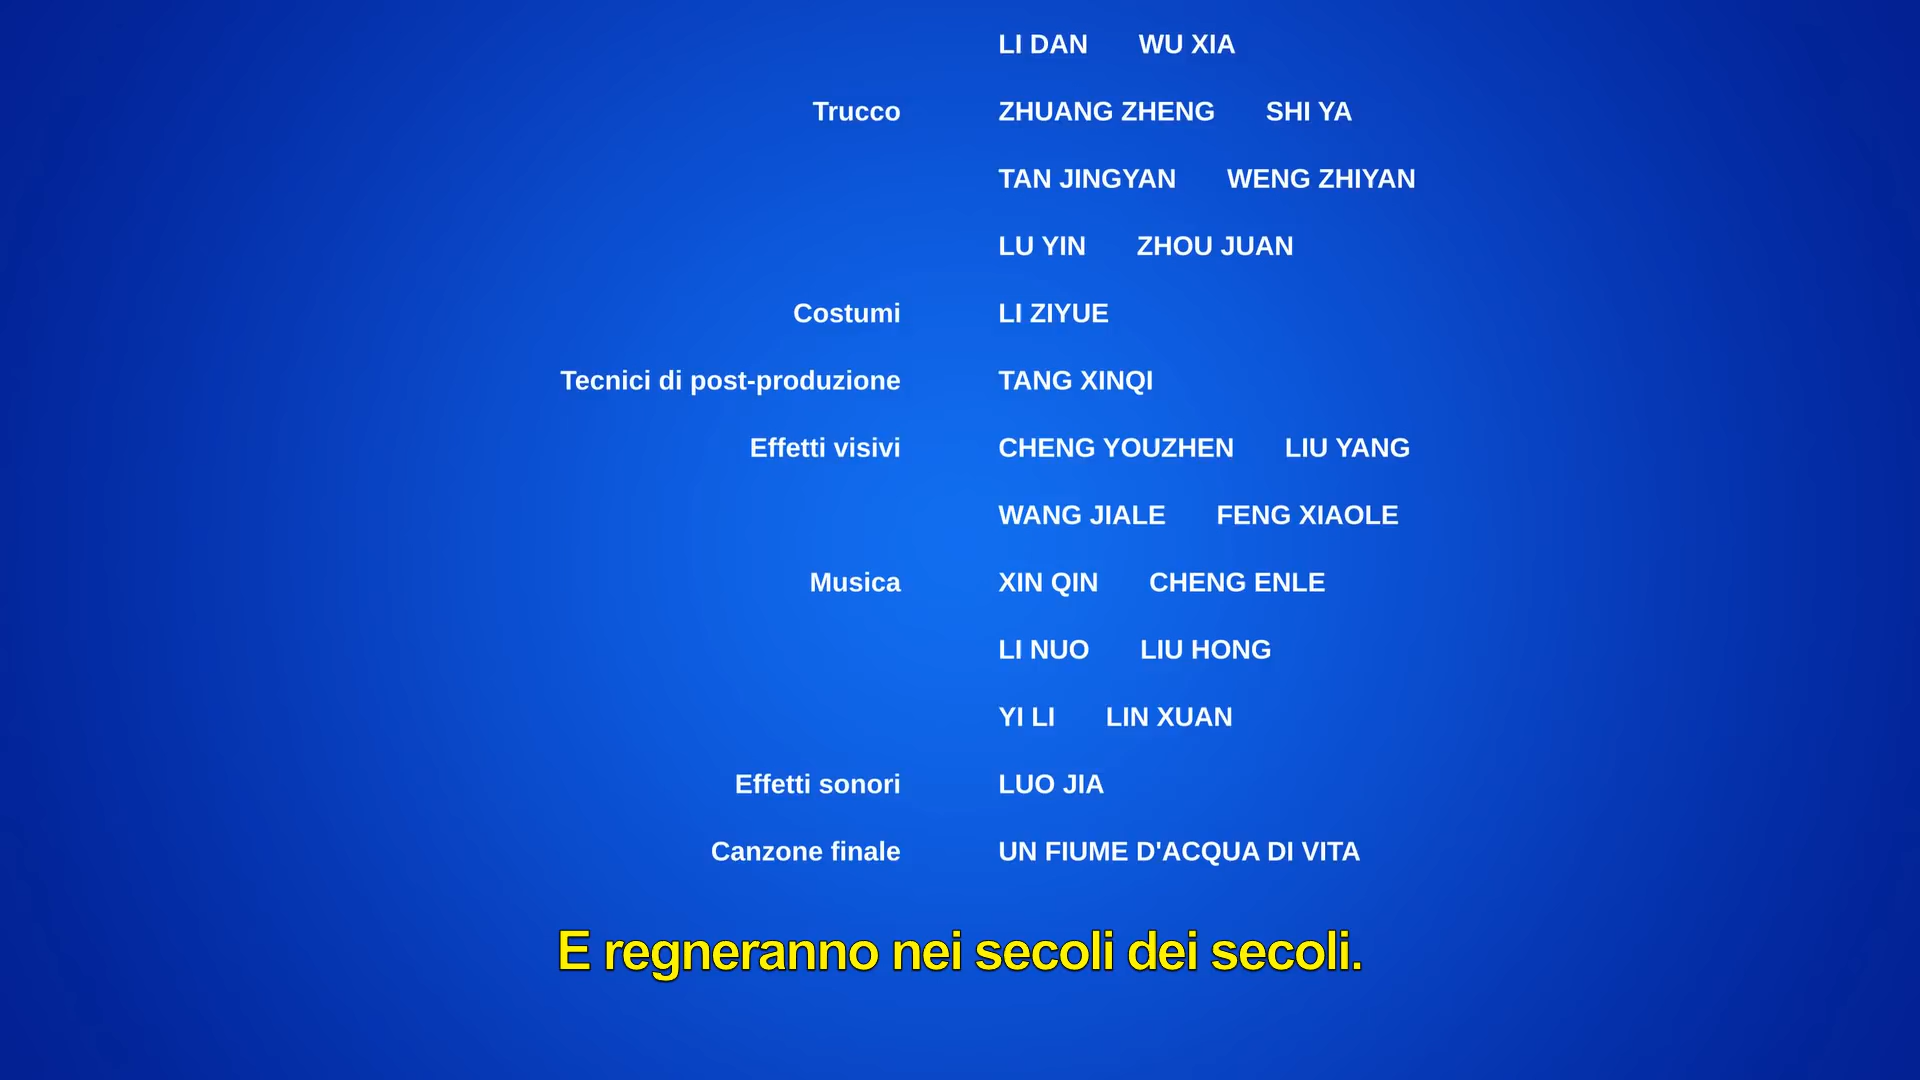 LI DAN WU XIA
Trucco ZHUANG ZHENG SHI YA
TAN JINGYAN WENG ZHIYAN
LU YIN ZHOU JUAN
Costumi LI ZIYUE
Tecnici di post-produzione TANG XINQI
Effetti visivi CHENG YOUZHEN LIU YANG
WANG JIALE FENG XIAOLE
Musica XIN QIN CHENG ENLE
LI NUO LIU HONG
YI LI LIN XUAN
Effetti sonori LUO JIA
Canzone finale UN FIUME D'ACQUA DI VITA
E regneranno nei secoli dei secoli.